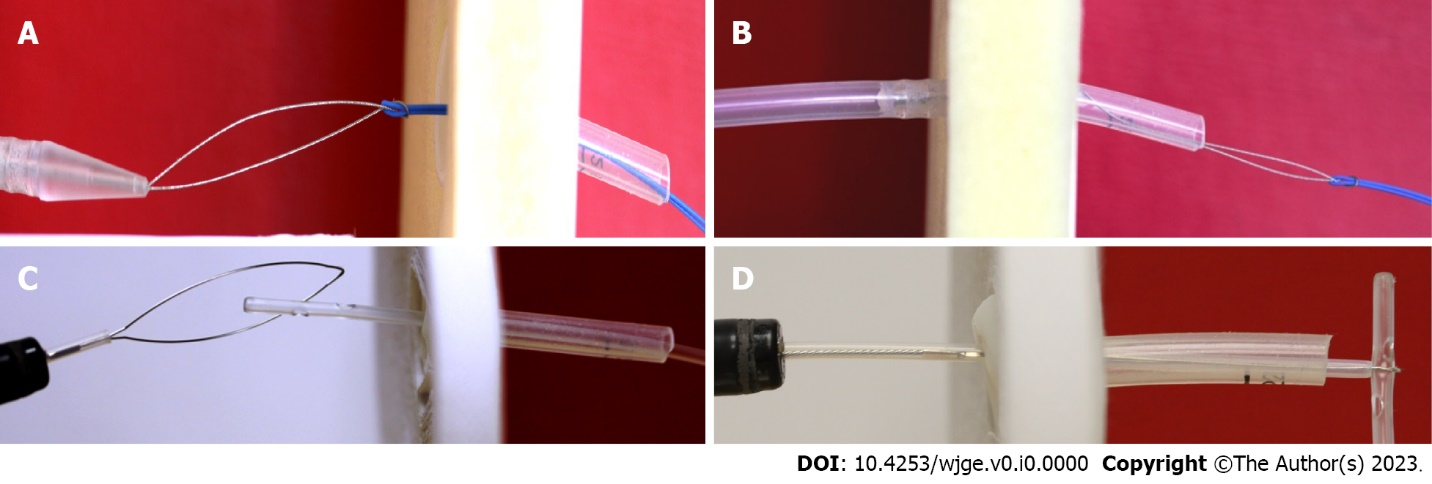 A
B
C
D
DOI: 10.4253/wjge.v0.i0.0000 Copyright ©The Author(s) 2023.